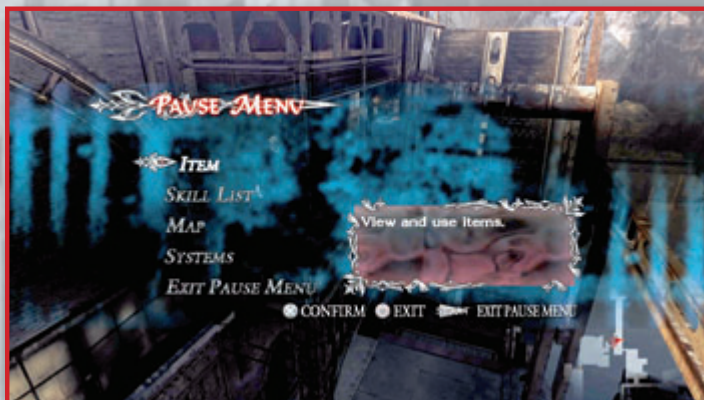 PAUSE MENU
ITEM
SKILL LIST
MAP
SYSTEMS
EXIT PAUSE MENU
View and use items.
CONFIRM EXIT EXIT PAUSE MENU